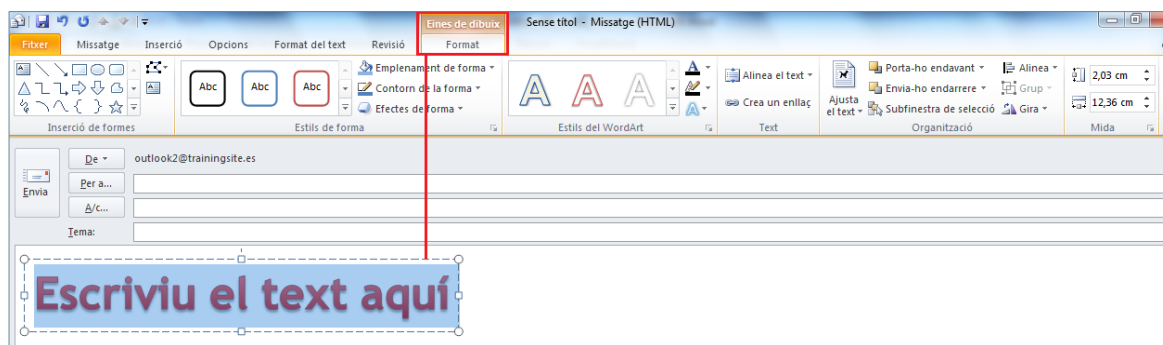 Eines de dibuix
Sense títol - Missatge (HTML)
Fitxer Missatge Inserció Opcions Format del text Revisió Format
Abc Abc Abc
Emplenament de forma
Contorn de la forma
Efectes de forma
A A A
A
A
Alinea el text
Crea un enllaç
Ajusta
el text
Porta-ho endavant
Envia-ho endarrere
Subfinestra de selecció
Alinea
Grup
Gira
2,03 cm
12,36 cm
Inserció de formes Estils de forma Estils del WordArt Text Organització Mida
Envia
De outlook2@trainingsite.es
Per a...
A/c...
Tema:
Escriviu el text aquí